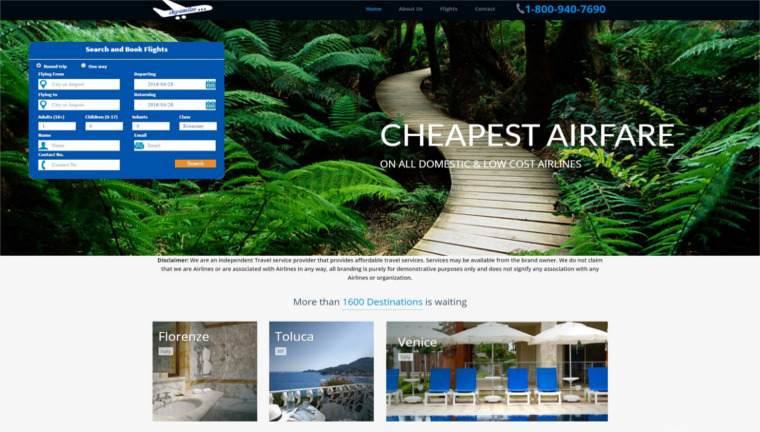 Home About Us Flights Contact 1-800-940-7690
Search and Book Flights
Round trip One way
Flying From Departing
City or Airport 2016/04/28
Flying to Returning
City or Airport 2016/04/28
Adults (16+) Children (0-17) Infants Class
1 0 0 Economy
Name Email
Name Email
Contact No.
Contact No Search
CHEAPEST AIRFARE
ON ALL DOMESTIC & LOW COST AIRLINES
Disclaimer: We are an independent Travel service provider that provides affordable travel services. Services may be available from the brand owner. We do not claim
that we are Airlines or are associated with Airlines in any way, all branding is purely for demonstrative purposes only and does not signify any association with any
Airlines or organization.
More than 1600 Destinations is waiting
Florenze Toluca Venice
Italy Italy